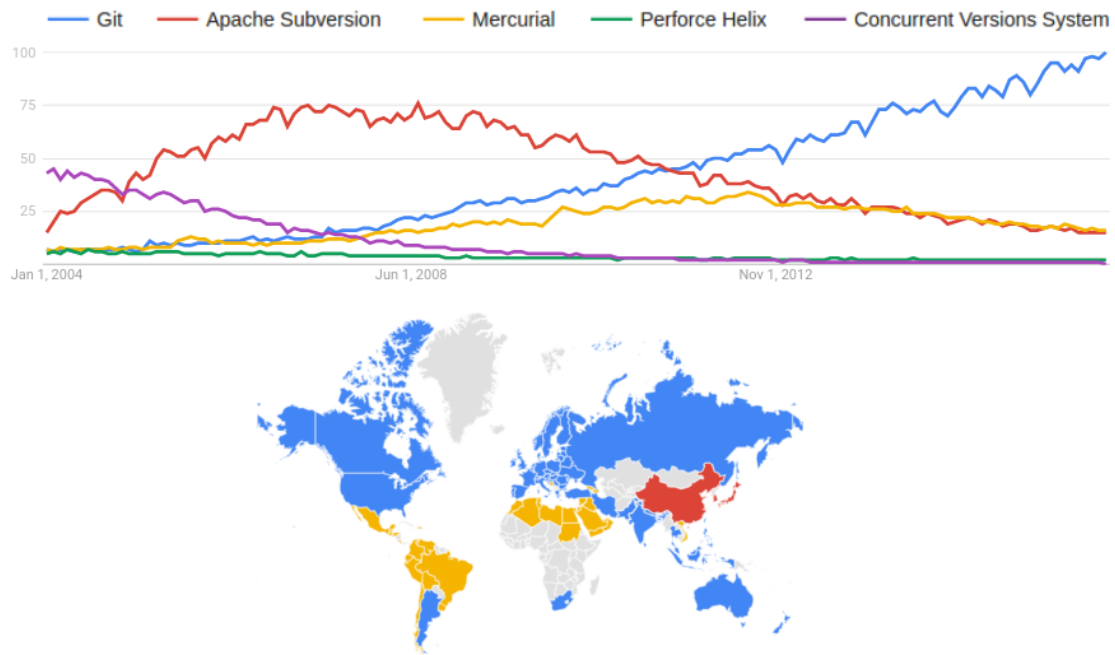 Git Apache Subversion Mercurial Perforce Helix Concurrent Versions System
100
75
50
25
Jan 1, 2004 Jun 1, 2008 Nov 1, 2012